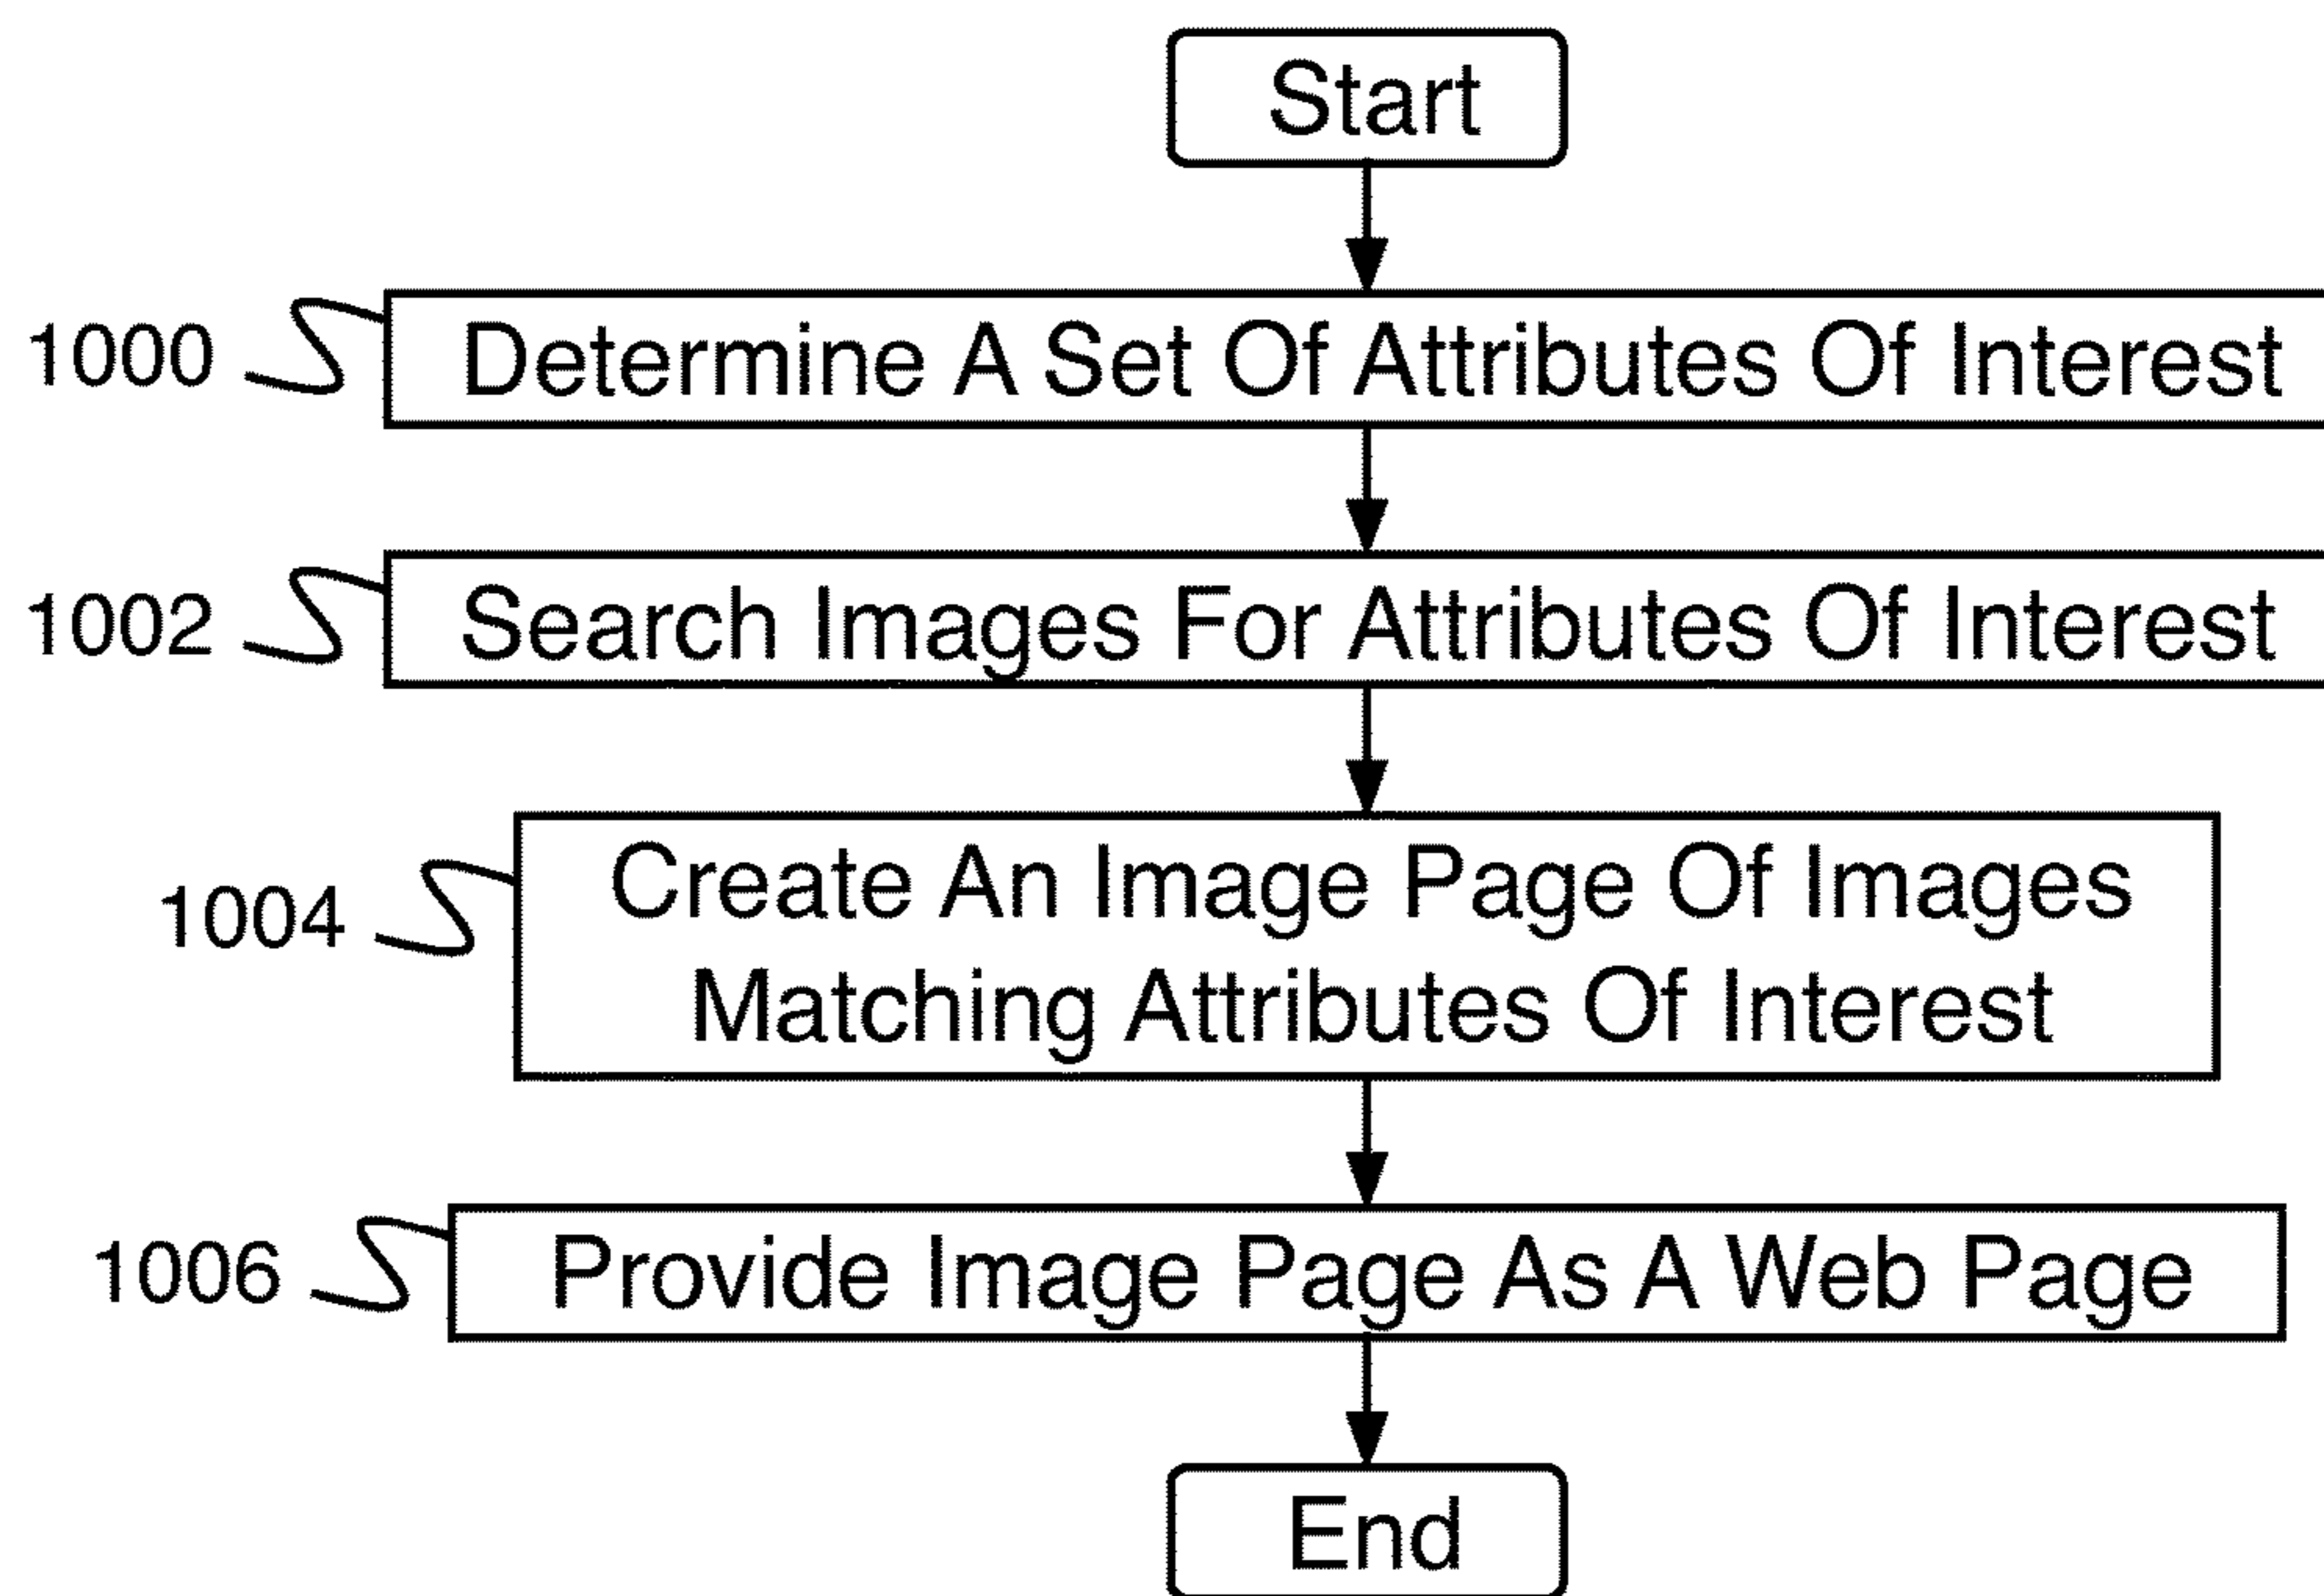 Start
1000 Determine A Set Of Attributes Of Interest
1002 Search Images For Attributes Of Interest
1004 Create An Image Page Of Images
Matching Attributes Of Interest
1006 Provide Image Page As A Web Page
End